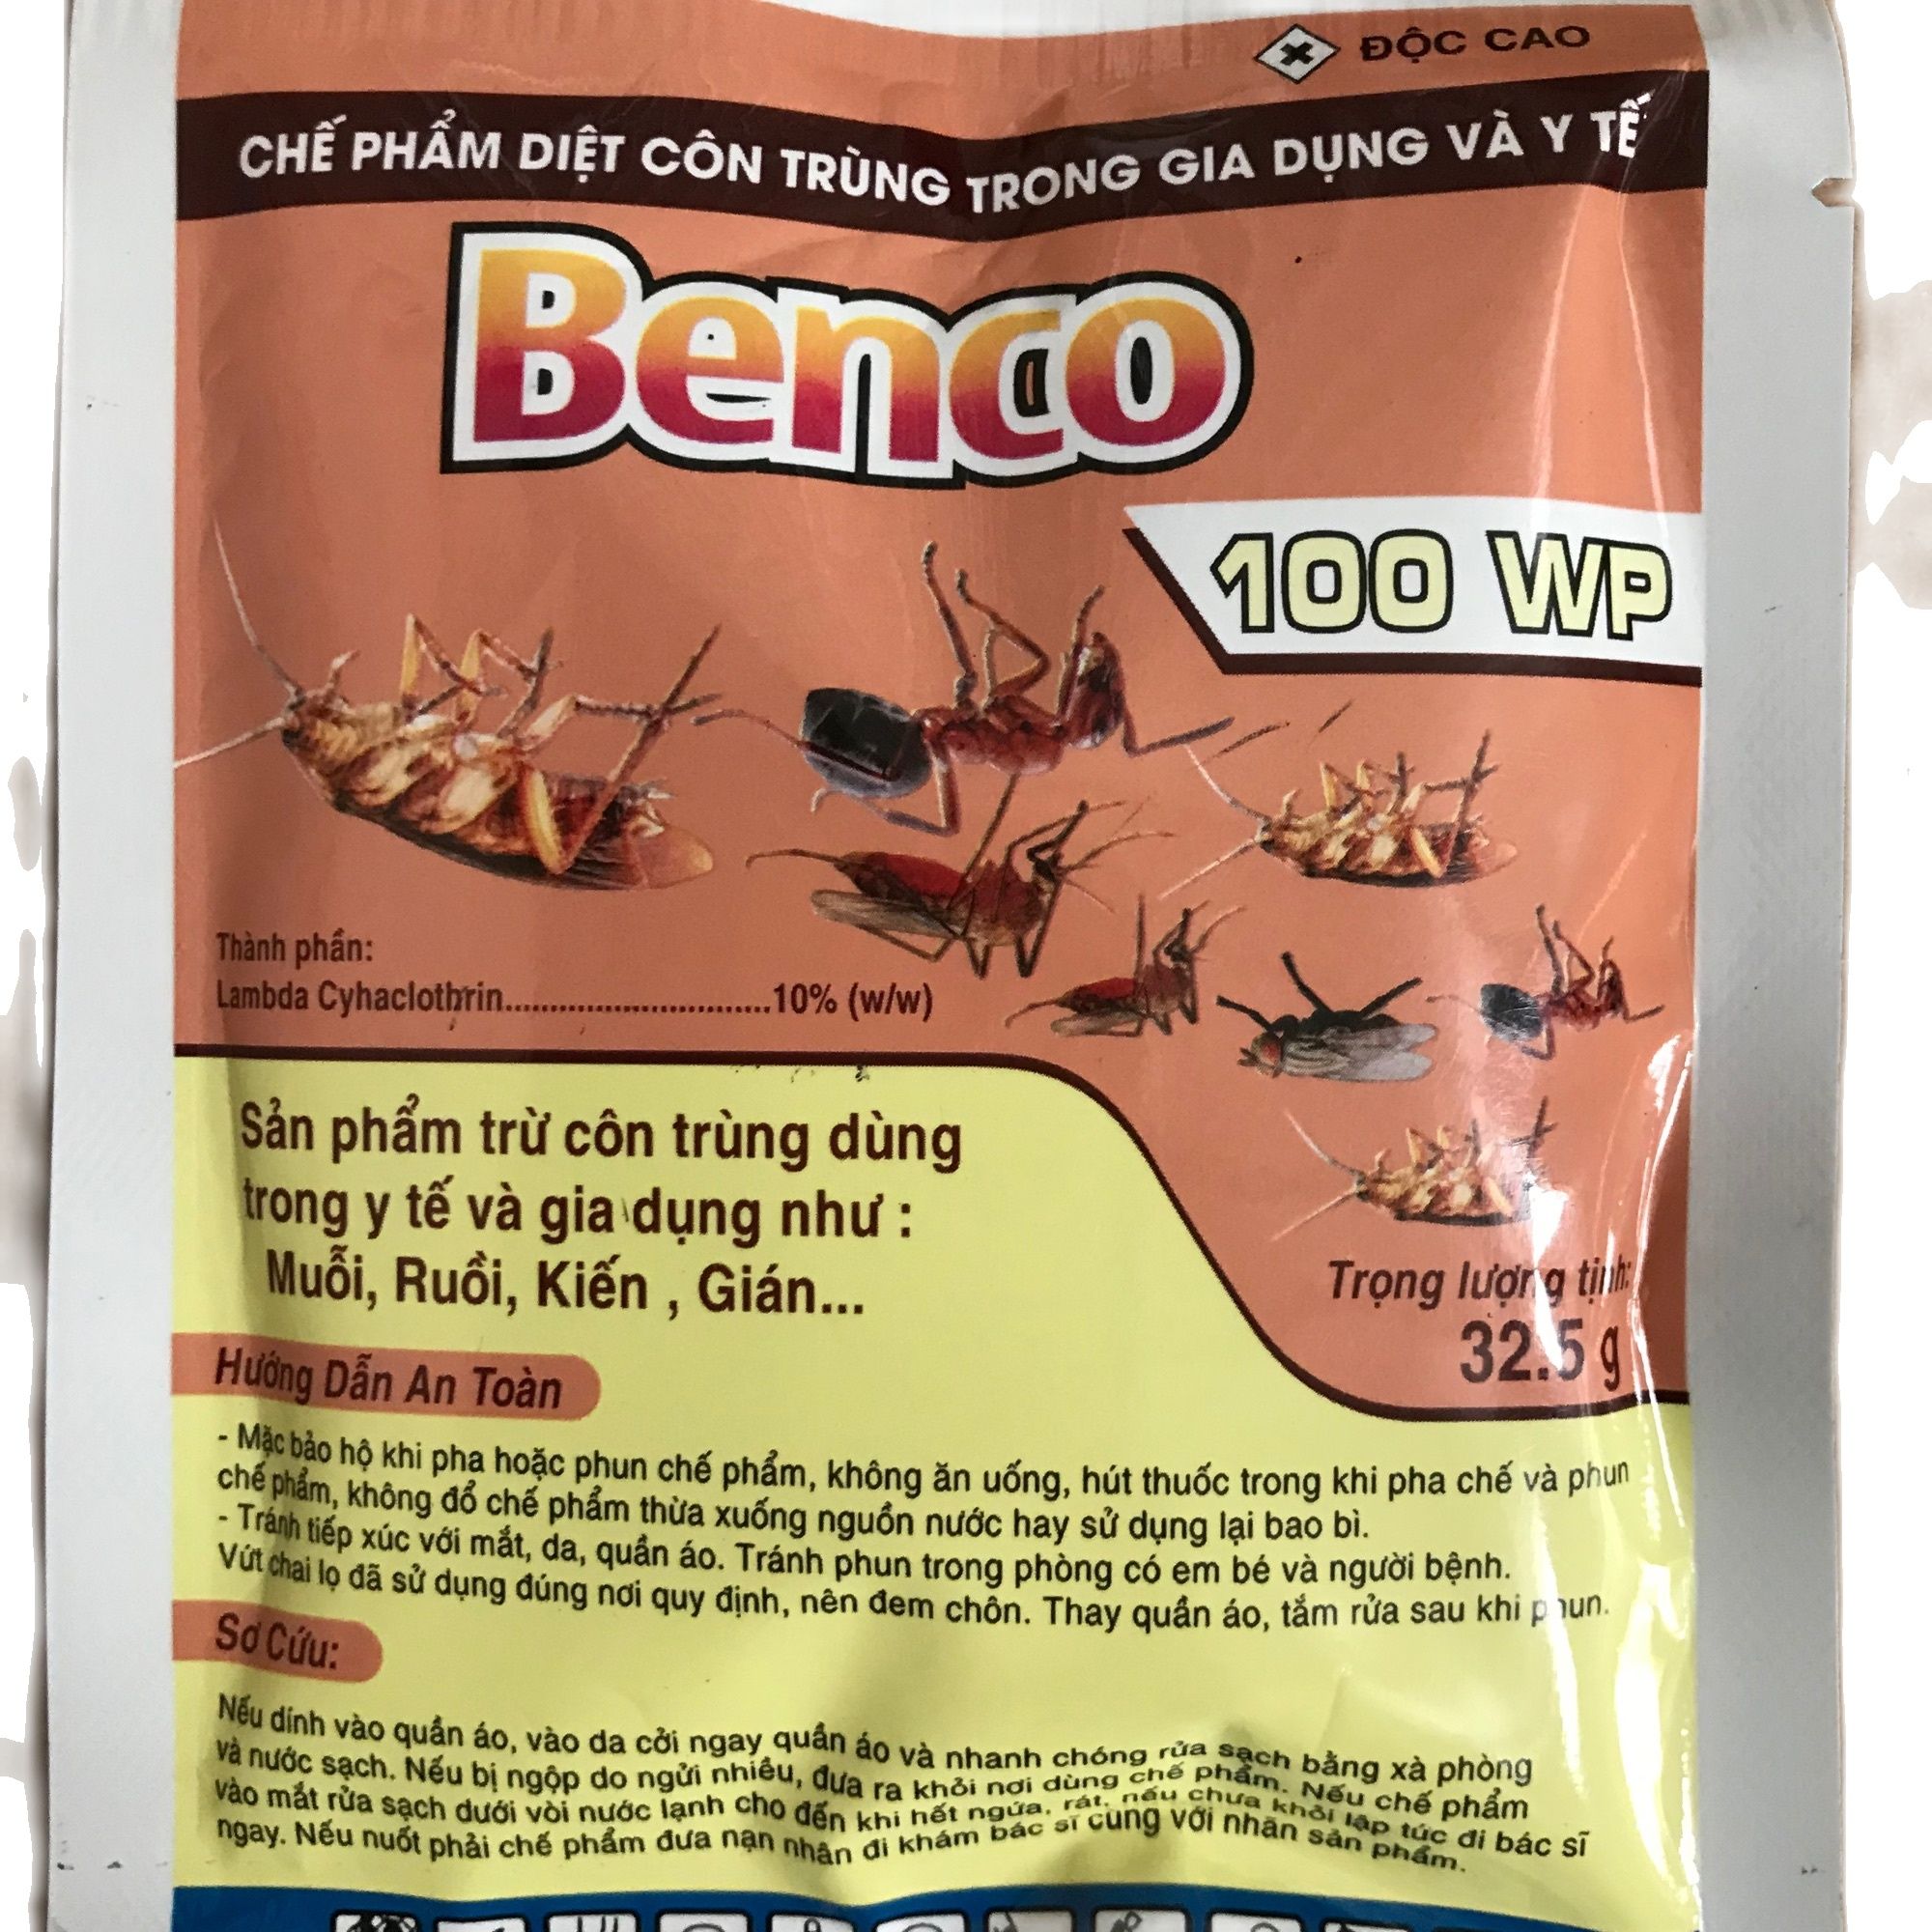 ĐỘC CAO
CHẾ PHẨM DIỆT CÔN TRÙNG TRONG GIA DỤNG VÀ Y TẾ
Benco
100 WP
Thành phần:
Lambda Cyhaclothrin..............................10% (w/w)
Sản phẩm trừ côn trùng dùng
trong y tế và gia dụng như :
Muỗi, Ruồi, Kiến , Gián...
Trọng lượng tịnh:
32.5 g
Hướng Dẫn An Toàn
- Mặc bảo hộ khi pha hoặc phun chế phẩm, không ăn uống, hút thuốc trong khi pha chế và phun
chế phẩm, không đổ chế phẩm thừa xuống nguồn nước hay sử dụng lại bao bì.
- Tránh tiếp xúc với mắt, da, quần áo. Tránh phun trong phòng có em bé và người bệnh.
Vứt chai lọ đã sử dụng đúng nơi quy định, nên đem chôn. Thay quần áo, tắm rửa sau khi phun.
Sơ Cứu:
Nếu dính vào quần áo, vào da cởi ngay quần áo và nhanh chóng rửa sạch bằng xà phòng
và nước sạch. Nếu bị ngộp do ngửi nhiều, đưa ra khỏi nơi dùng chế phẩm. Nếu chế phẩm
vào mắt rửa sạch dưới vòi nước lạnh cho đến khi hết ngứa, rát, nếu chưa khỏi lập tức đi bác sĩ
ngay. Nếu nuốt phải chế phẩm đưa nạn nhân đi khám bác sĩ cùng với nhãn sản phẩm.